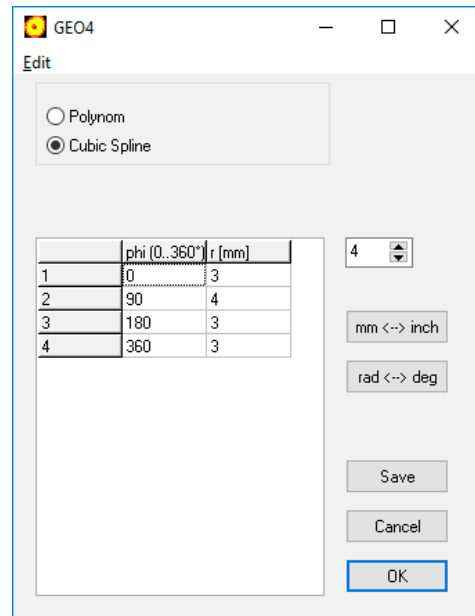 GEO4
Edit
Polynom
Cubic Spline
phi (0..360°) r [mm]
4
1 0 3
2 90 4
3 180 3
4 360 3
mm <--> inch
rad <--> deg
Save
Cancel
OK